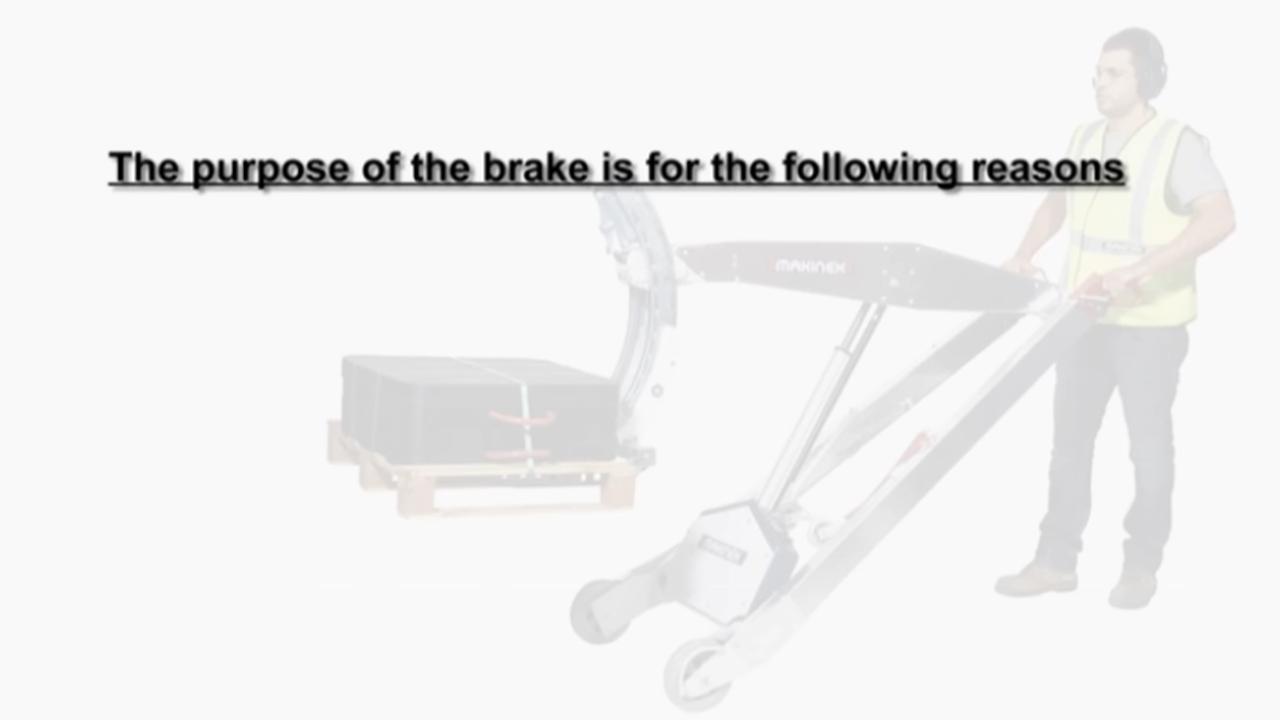 The purpose of the brake is for the following reasons
MAKINEX